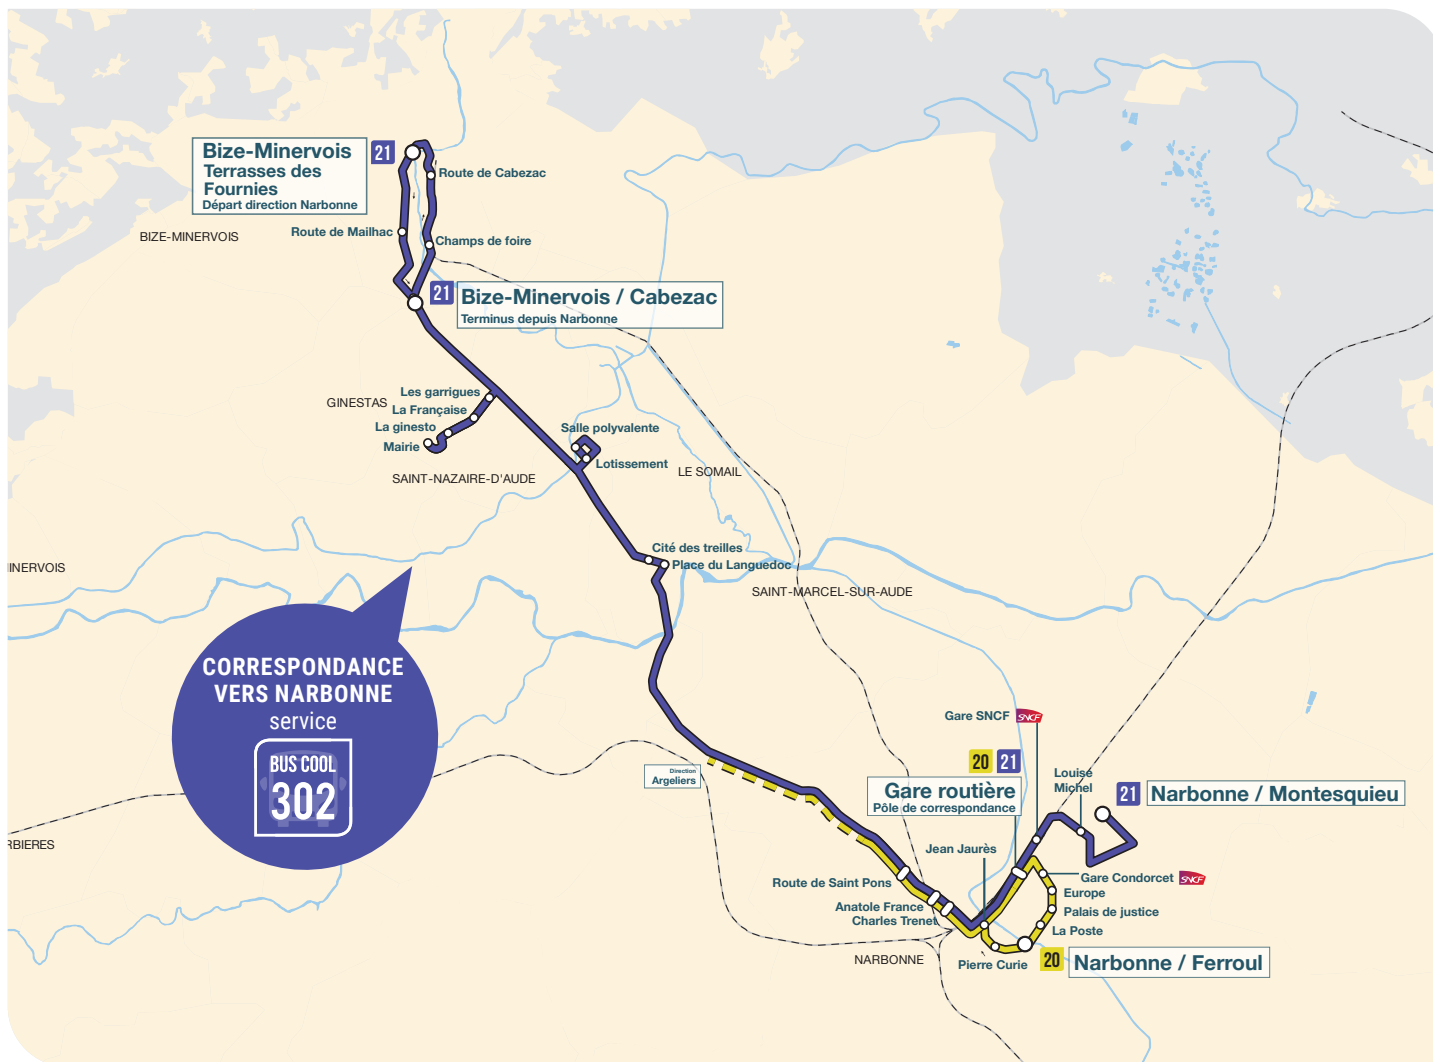 Bize-Minervois
Terrasses des
Fournies
Départ direction Narbonne
21
Route de Cabezac
BIZE-MINERVOIS
Route de Mailhac
Champs de foire
21
Bize-Minervois / Cabezac
Terminus depuis Narbonne
Les garrigues
GINESTAS
La Française
La ginesto
Mairie
Salle polyvalente
Lotissement
LE SOMAIL
SAINT-NAZAIRE-D'AUDE
Cité des treilles
Place du Languedoc
INERVOIS
SAINT-MARCEL-SUR-AUDE
CORRESPONDANCE
VERS NARBONNE
service
BUS COOL
302
RBIERES
Gare SNCF
SNCF
20 21
Direction
Argeliers
Gare routière
Pôle de correspondance
Louise
Michel
21
Narbonne / Montesquieu
Jean Jaurès
Route de Saint Pons
Gare Condorcet
SNCF
Europe
Anatole France
Palais de justice
Charles Trenet
La Poste
NARBONNE
Pierre Curie
20
Narbonne / Ferroul